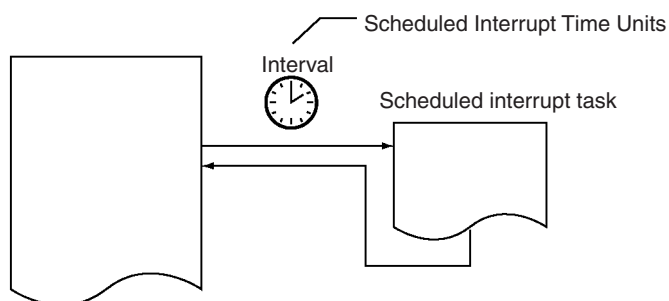 Scheduled Interrupt Time Units
Interval
Scheduled interrupt task